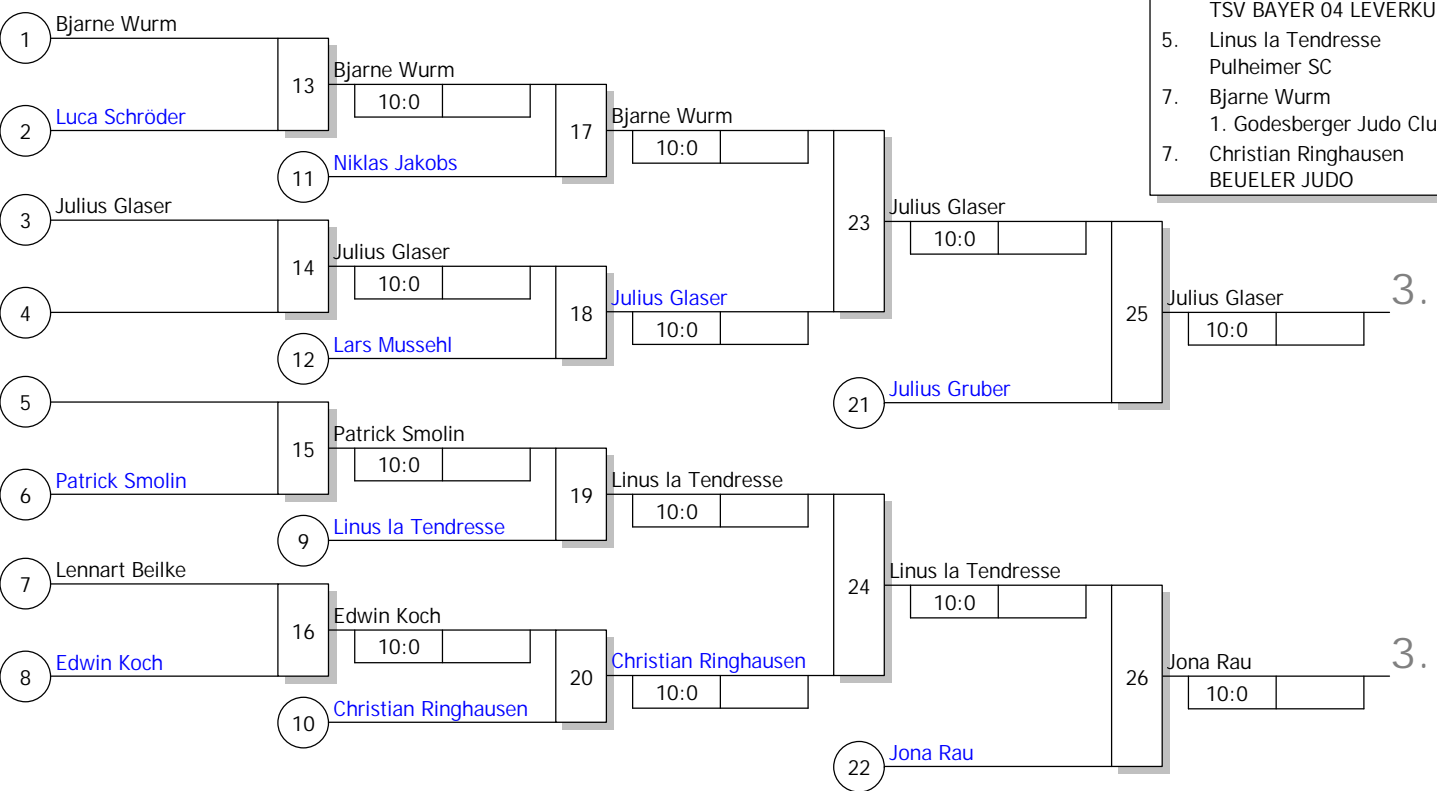 TSV BAYER 04 LEVERKU
5. Linus la Tendresse
Pulheimer SC
7. Bjarne Wurm
1. Godesberger Judo Clu
7. Christian Ringhausen
BEUELER JUDO
1 Bjarne Wurm
2 Luca Schröder
3 Julius Glaser
4
5
6 Patrick Smolin
7 Lennart Beilke
8 Edwin Koch
13 Bjarne Wurm
10:0
11 Niklas Jakobs
14 Julius Glaser
10:0
12 Lars Mussehl
15 Patrick Smolin
10:0
9 Linus la Tendresse
16 Edwin Koch
10:0
10 Christian Ringhausen
17 Bjarne Wurm
10:0
18 Julius Glaser
10:0
19 Linus la Tendresse
10:0
20 Christian Ringhausen
10:0
23 Julius Glaser
10:0
21 Julius Gruber
24 Linus la Tendresse
10:0
22 Jona Rau
25 Julius Glaser 3.
10:0
26 Jona Rau 3.
10:0